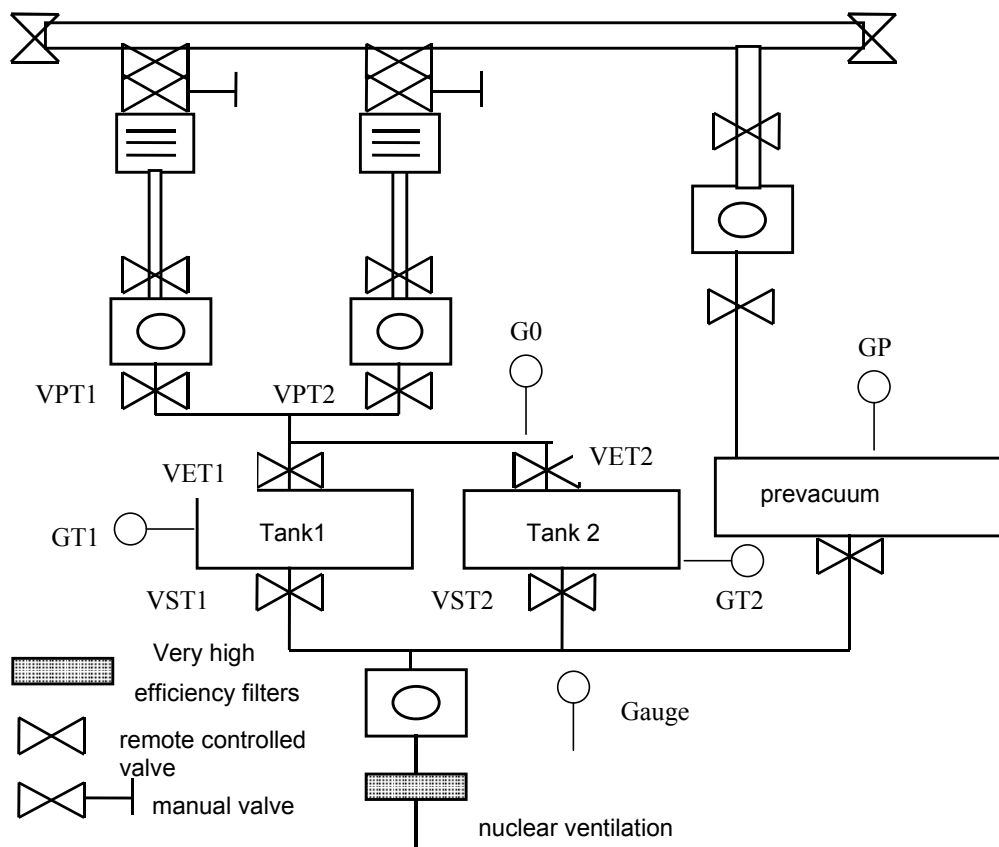 G0
GP
VPT1
VPT2
VET1
VET2
prevacuum
GT1
Tank1
Tank 2
VST1
VST2
GT2
Very high
efficiency filters
Gauge
remote controlled
valve
manual valve
nuclear ventilation